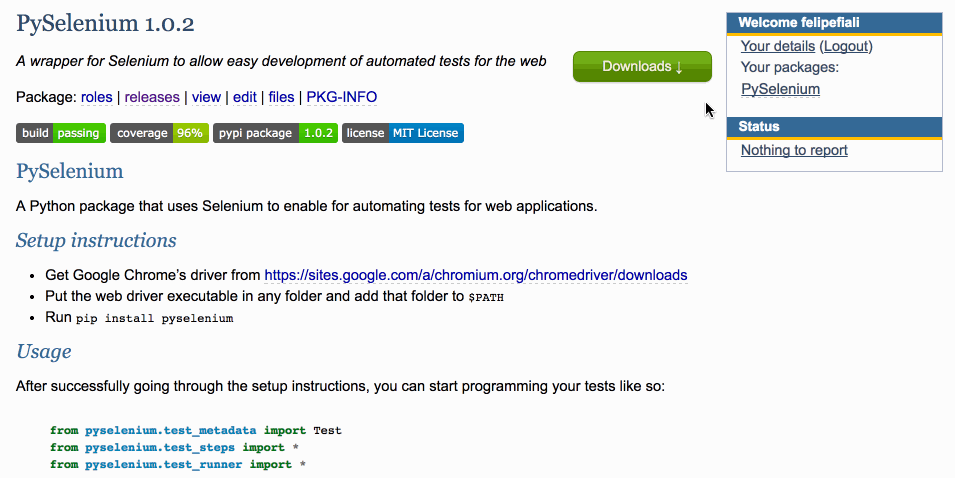 PySelenium 1.0.2
A wrapper for Selenium to allow easy development of automated tests for the web
Downloads ↓
Package: roles | releases | view | edit | files | PKG-INFO
build passing coverage 96% pypi package 1.0.2 license MIT License
PySelenium
A Python package that uses Selenium to enable for automating tests for web applications.
Setup instructions
• Get Google Chrome’s driver from https://sites.google.com/a/chromium.org/chromedriver/downloads
• Put the web driver executable in any folder and add that folder to $PATH
• Run pip install pyselenium
Usage
After successfully going through the setup instructions, you can start programming your tests like so:
from pyselenium.test_metadata import Test
from pyselenium.test_steps import *
from pyselenium.test_runner import *
Welcome felipefiali
Your details (Logout)
Your packages:
PySelenium
Status
Nothing to report